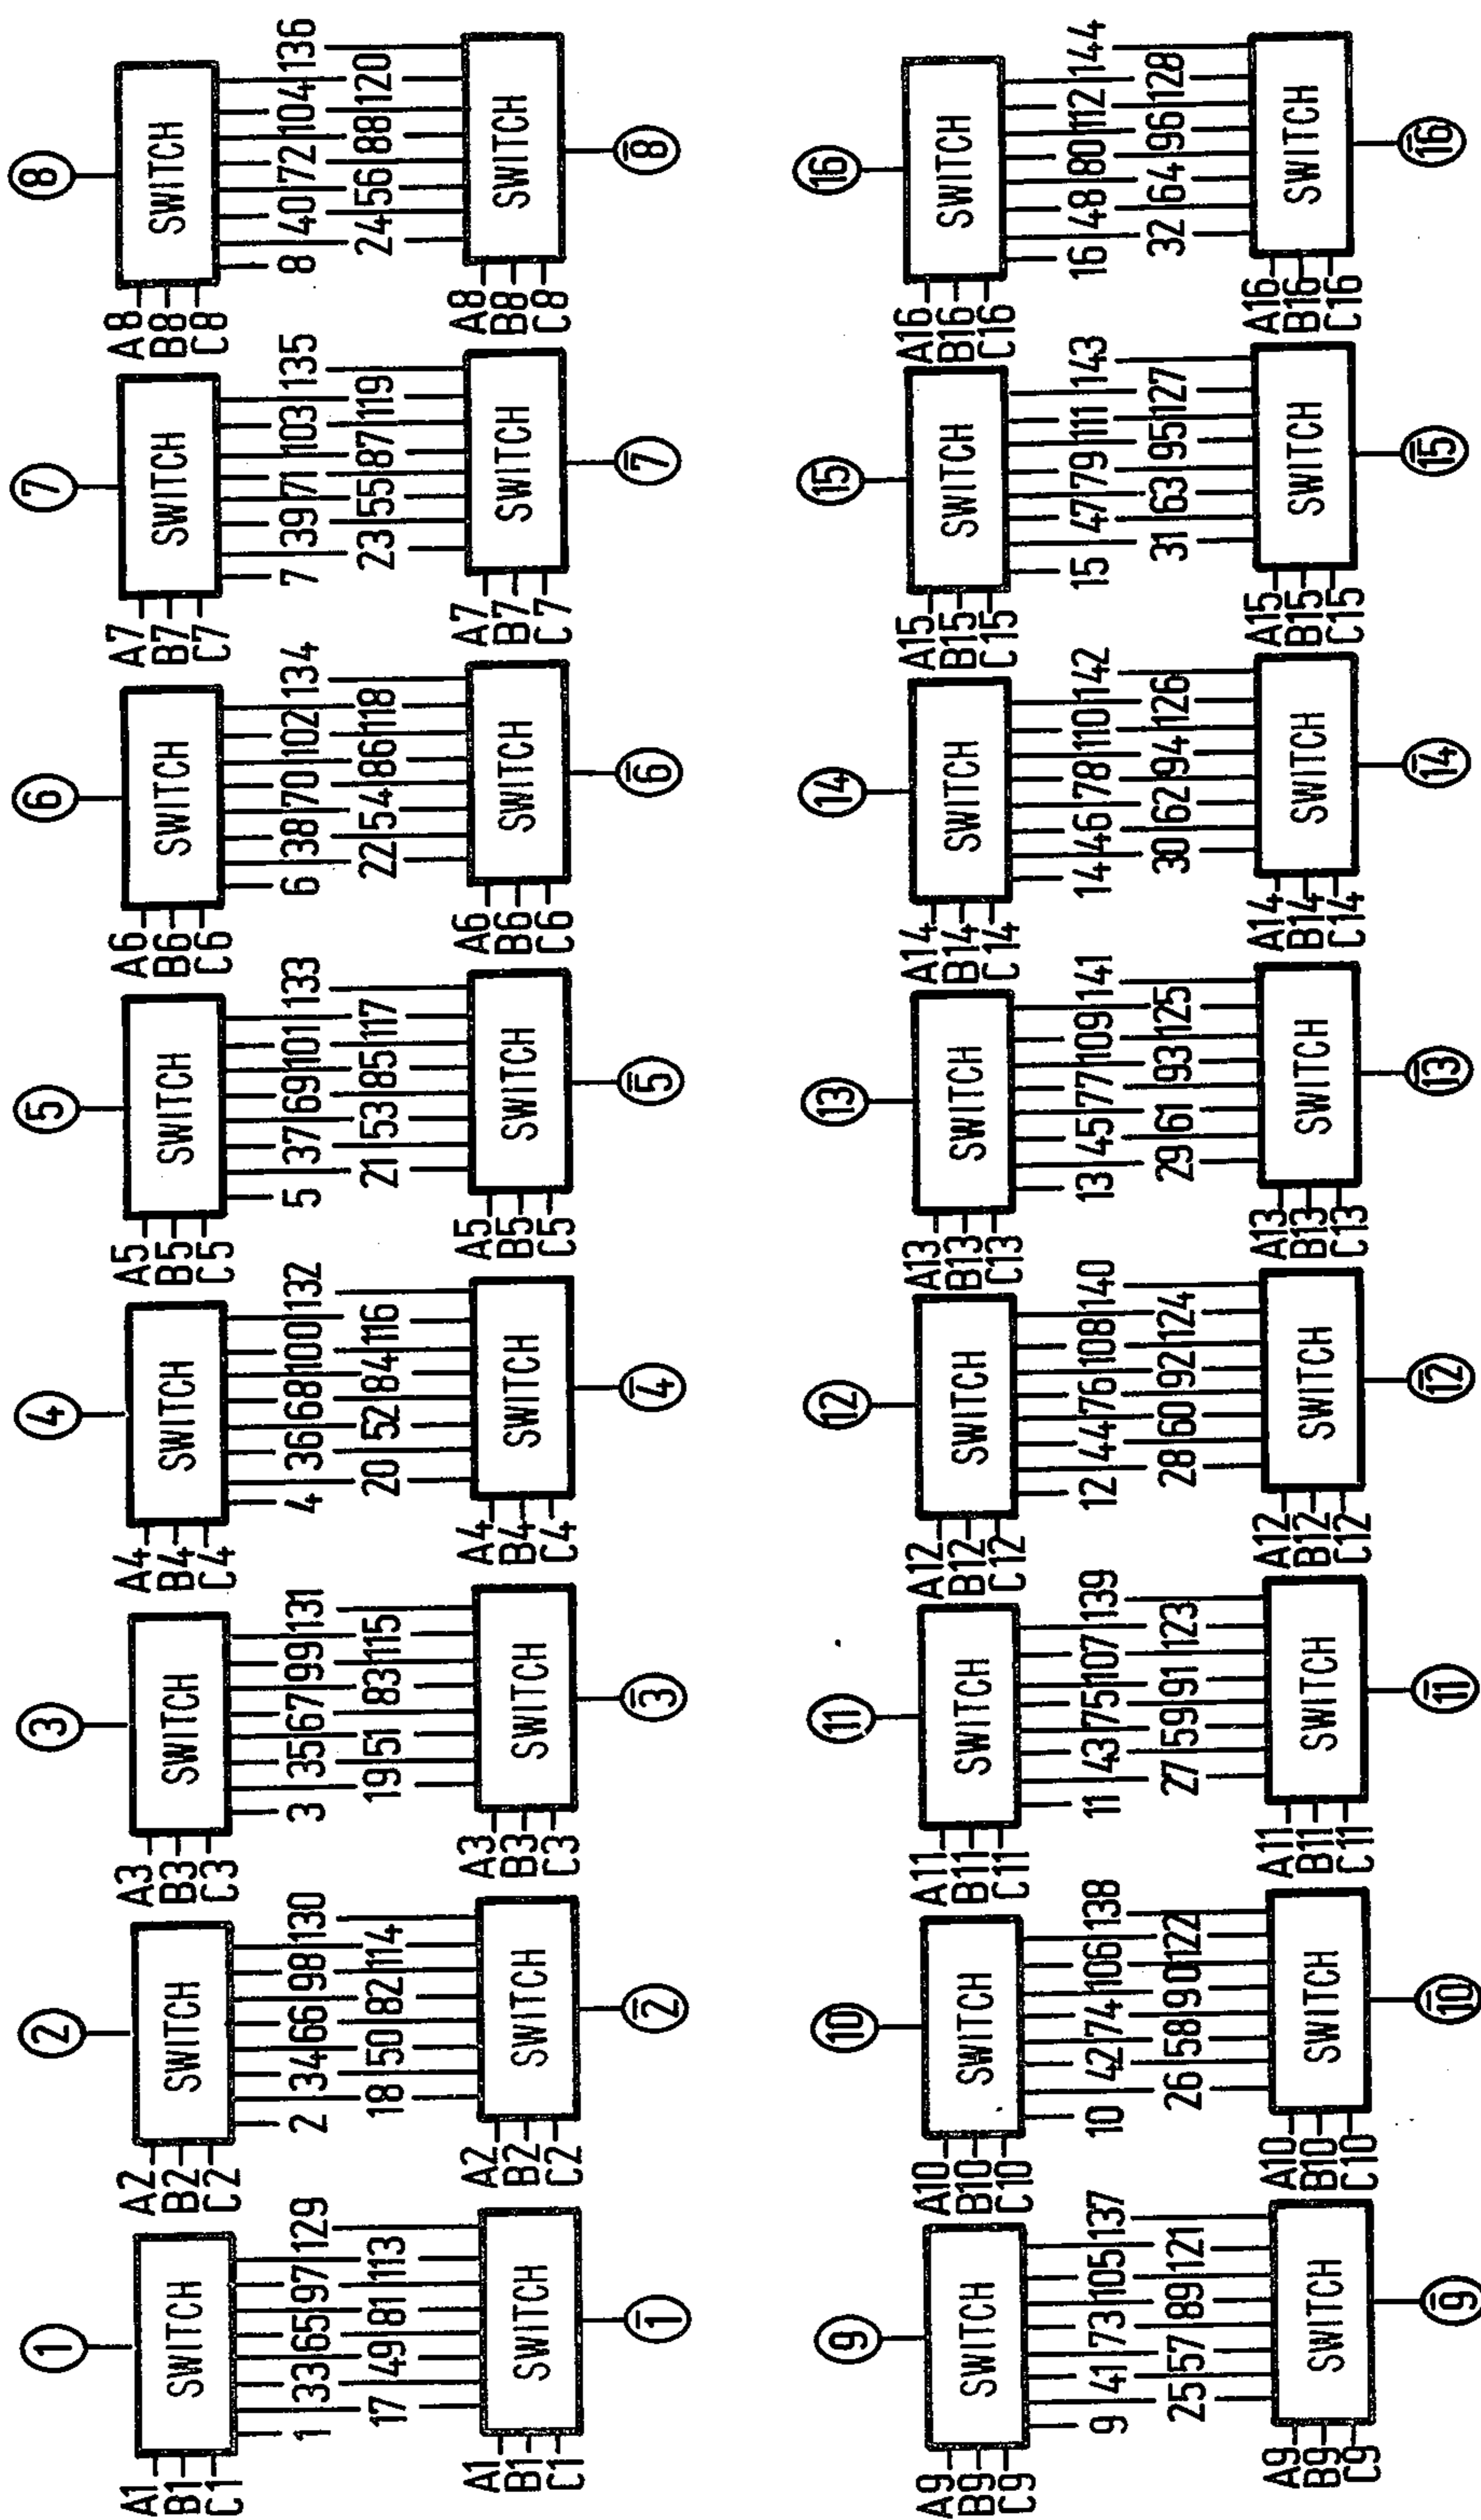 1 2 3 4 5 6 7 8
A1 A2 A3 A4 A5 A6 A7 A8
B1 SWITCH B2 SWITCH B3 SWITCH B4 SWITCH B5 SWITCH B6 SWITCH B7 SWITCH B8 SWITCH
C1 C2 C3 C4 C5 C6 C7 C8
1 33 65 97 129 2 34 66 98 130 3 35 67 99 131 4 36 68 100 132 5 37 69 101 133 6 38 70 102 134 7 39 71 103 135 8 40 72 104 136
17 49 81 113 18 50 82 114 19 51 83 115 20 52 84 116 21 53 85 117 22 54 86 118 23 55 87 119 24 56 88 120
A1 A2 A3 A4 A5 A6 A7 A8
B1 SWITCH B2 SWITCH B3 SWITCH B4 SWITCH B5 SWITCH B6 SWITCH B7 SWITCH B8 SWITCH
C1 C2 C3 C4 C5 C6 C7 C8
1̅ 2̅ 3̅ 4̅ 5̅ 6̅ 7̅ 8̅
9 10 11 12 13 14 15 16
A9 A10 A11 A12 A13 A14 A15 A16
B9 SWITCH B10 SWITCH B11 SWITCH B12 SWITCH B13 SWITCH B14 SWITCH B15 SWITCH B16 SWITCH
C9 C10 C11 C12 C13 C14 C15 C16
9 41 73 105 137 10 42 74 106 138 11 43 75 107 139 12 44 76 108 140 13 45 77 109 141 14 46 78 110 142 15 47 79 111 143 16 48 80 112 144
25 57 89 121 26 58 90 122 27 59 91 123 28 60 92 124 29 61 93 125 30 62 94 126 31 63 95 127 32 64 96 128
A9 A10 A11 A12 A13 A14 A15 A16
B9 SWITCH B10 SWITCH B11 SWITCH B12 SWITCH B13 SWITCH B14 SWITCH B15 SWITCH B16 SWITCH
C9 C10 C11 C12 C13 C14 C15 C16
9̅ 1̅0̅ 1̅1̅ 1̅2̅ 1̅3̅ 1̅4̅ 1̅5̅ 1̅6̅